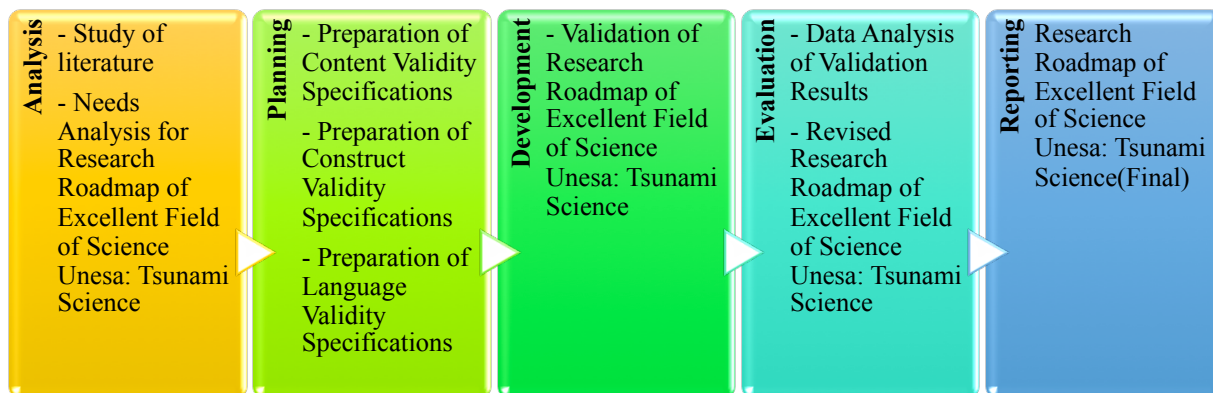 Analysis
- Study of
literature
- Needs
Analysis for
Research
Roadmap of
Excellent Field
of Science
Unesa: Tsunami
Science
Planning
- Preparation of
Content Validity
Specifications
- Preparation of
Construct
Validity
Specifications
- Preparation of
Language
Validity
Specifications
Development
- Validation of
Research
Roadmap of
Excellent Field
of Science
Unesa: Tsunami
Science
Evaluation
- Data Analysis
of Validation
Results
- Revised
Research
Roadmap of
Excellent Field
of Science
Unesa: Tsunami
Science
Reporting
Research
Roadmap of
Excellent Field
of Science
Unesa: Tsunami
Science(Final)